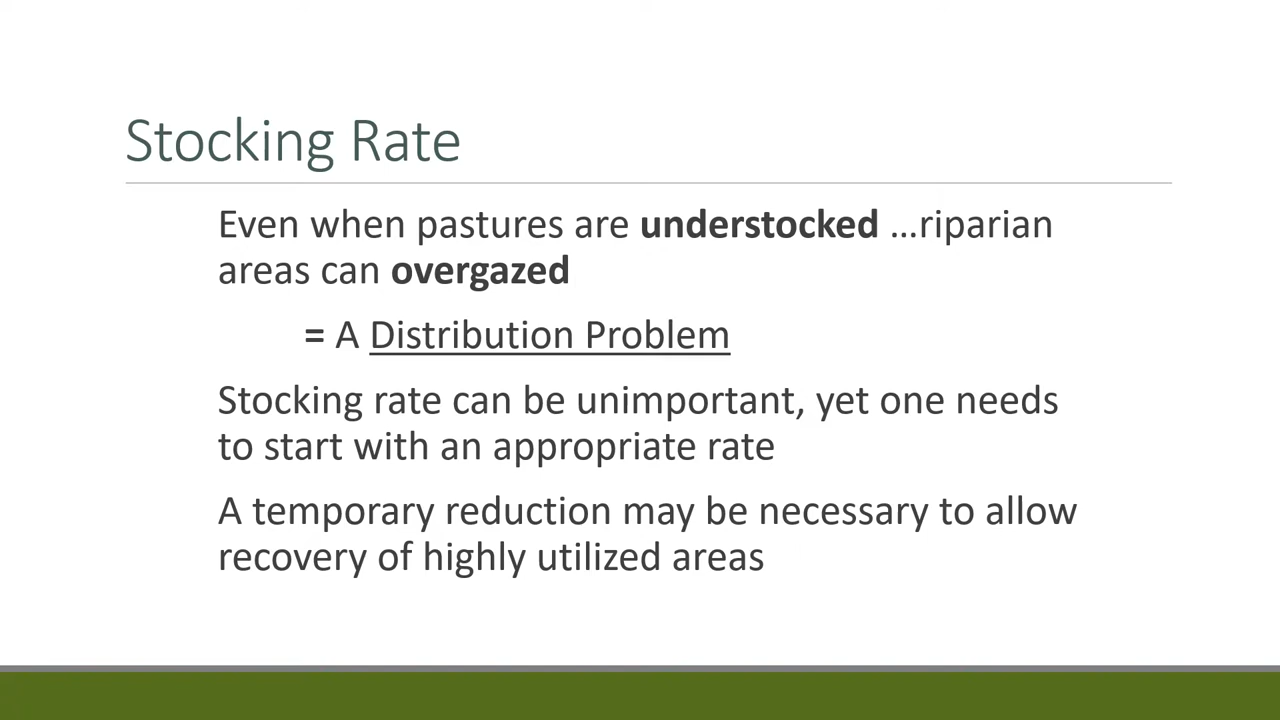 Stocking Rate
Even when pastures are understocked …riparian
areas can overgazed
= A Distribution Problem
Stocking rate can be unimportant, yet one needs
to start with an appropriate rate
A temporary reduction may be necessary to allow
recovery of highly utilized areas